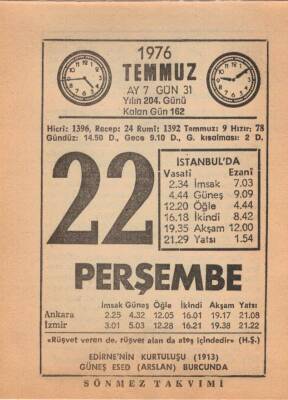 1976
TEMMUZ
AY 7 GÜN 31
Yılın 204. Günü
Kalan Gün 162
Hicrî: 1396, Recep: 24 Rumî: 1392 Temmuz: 9 Hızır: 78
Gündüz: 14.50 D., Gece 9.10 D., G. kısalması: 2 D.
22
İSTANBUL'DA
Vasati Ezanî
2.34 İmsak 7.03
4.44 Güneş 9.09
12.20 Öğle 4.44
16.18 İkindi 8.42
19.35 Akşam 12.00
21.29 Yatsı 1.54
PERŞEMBE
İmsak Güneş Öğle İkindi Akşam Yatsı
Ankara 2.25 4.32 12.05 16.01 19.17 21.08
İzmir 3.01 5.03 12.28 16.21 19.38 21.22
«Rüşvet veren de, rüşvet alan da ateş içindedir» (H.Ş.)
EDİRNE'NİN KURTULUŞU (1913)
GÜNEŞ ESED (ARSLAN) BURCUNDA
SÖNMEZ TAKVİMİ